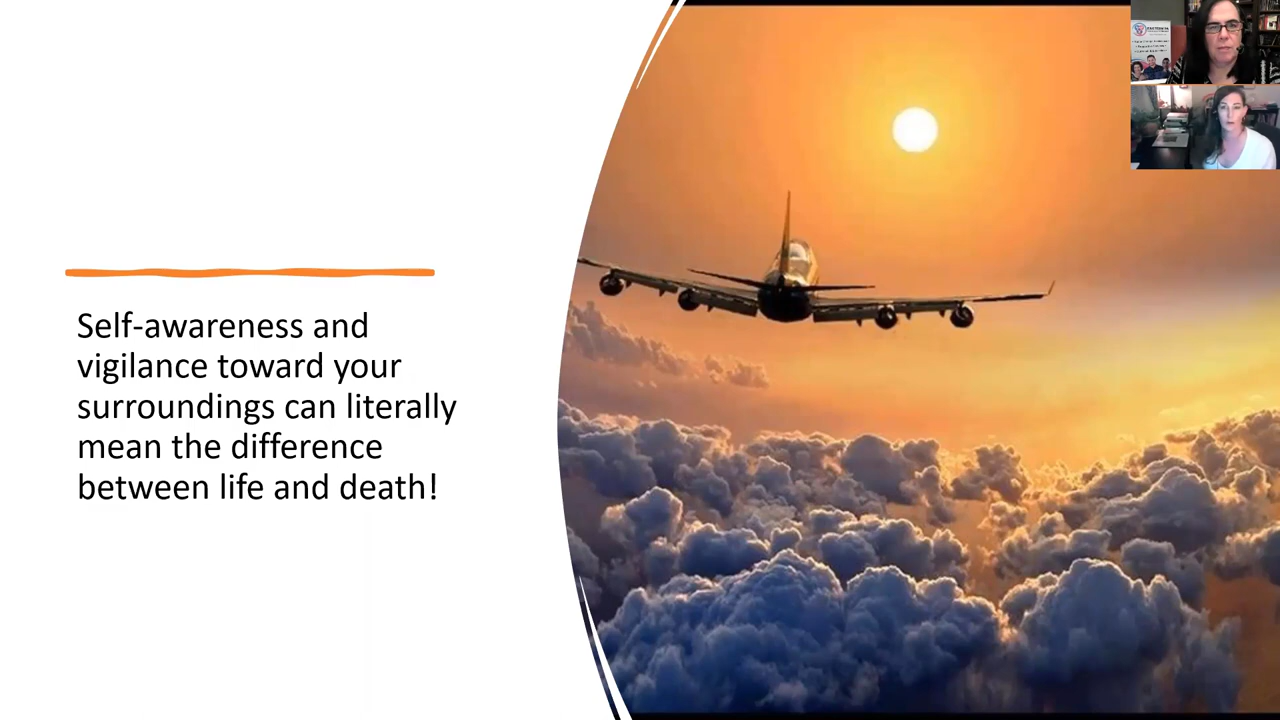 Self-awareness and
vigilance toward your
surroundings can literally
mean the difference
between life and death!